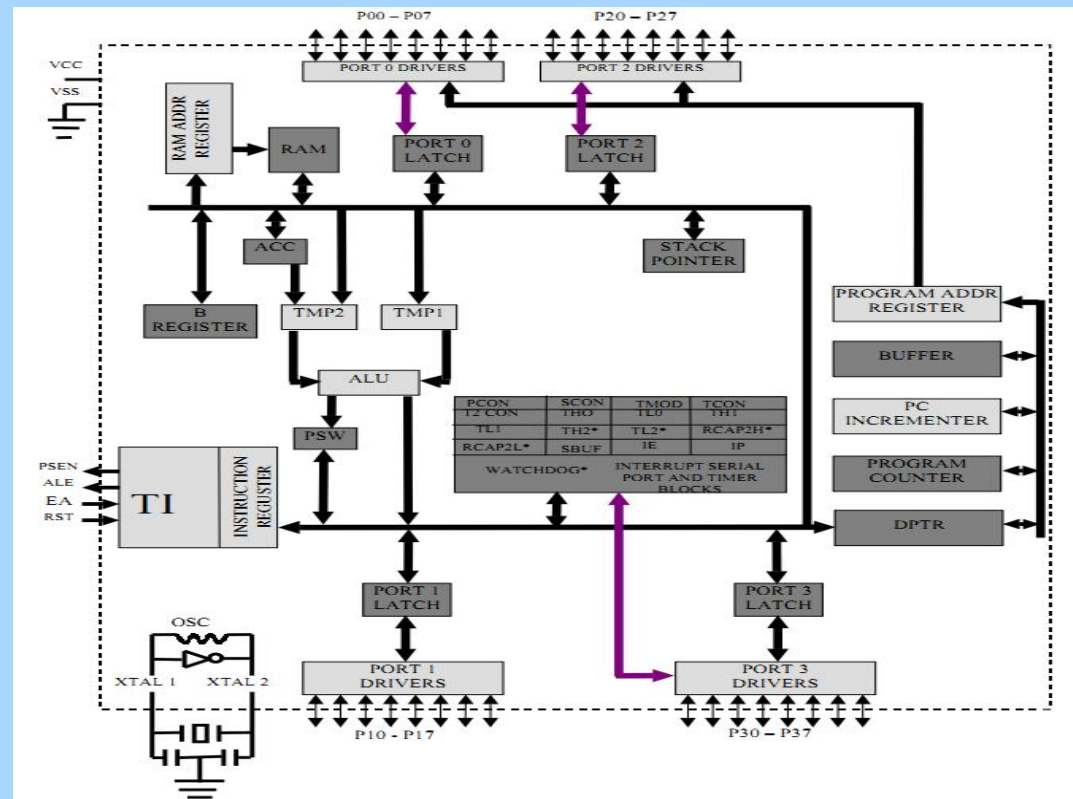 P00 – P07
P20 – P27
VCC
VSS
PORT 0 DRIVERS
PORT 2 DRIVERS
RAM ADDR
REGISTER
RAM
PORT 0
LATCH
PORT 2
LATCH
ACC
STACK
POINTER
B
REGISTER
TMP2
TMP1
PROGRAM ADDR
REGISTER
BUFFER
ALU
PC
INCREMENTER
PSW
PCON SCON TMOD TCON
T2 CON THO TL0 TH1
TL1 TH2* TL2* RCAP2H*
RCAP2L* SBUF IE IP
WATCHDOG* INTERRUPT SERIAL
PORT AND TIMER
BLOCKS
PROGRAM
COUNTER
PSEN
ALE
EA
RST
TI
INSTRUCTION
REGUSTER
DPTR
PORT 1
LATCH
PORT 3
LATCH
OSC
XTAL 1 XTAL 2
PORT 1
DRIVERS
PORT 3
DRIVERS
P10 - P17
P30 – P37